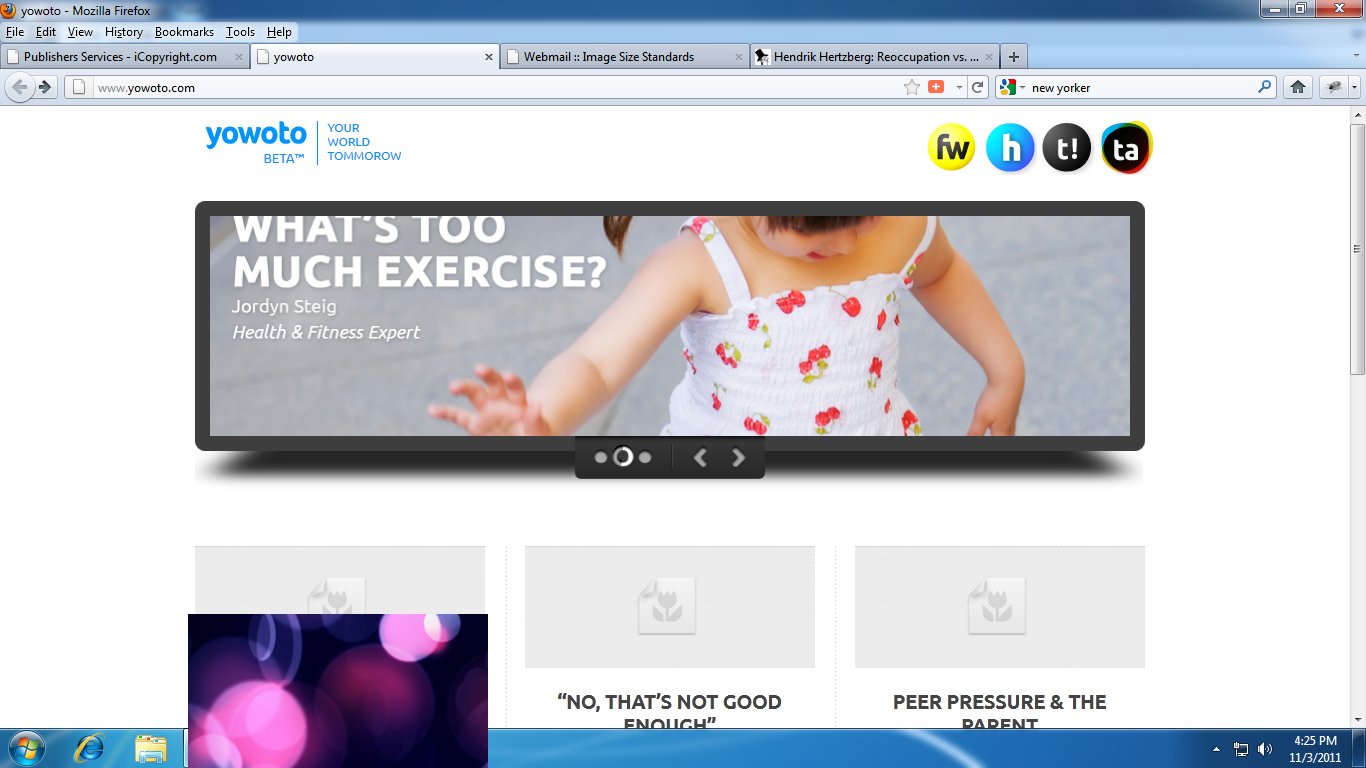 yowoto - Mozilla Firefox
File Edit View History Bookmarks Tools Help
Publishers Services - iCopyright.com
yowoto
Webmail :: Image Size Standards
Hendrik Hertzberg: Reoccupation vs. ...
www.yowoto.com
new yorker
yowoto
BETA™
YOUR
WORLD
TOMMOROW
fw
h
t!
ta
WHAT'S TOO
MUCH EXERCISE?
Jordyn Steig
Health & Fitness Expert
“NO, THAT’S NOT GOOD
ENOUGH”
PEER PRESSURE & THE
PARENT
4:25 PM
11/3/2011